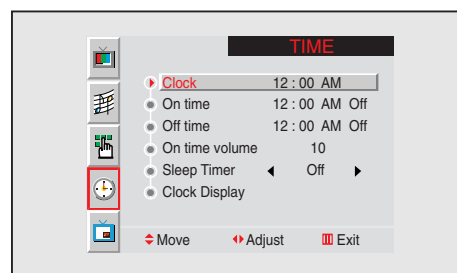 TIME
Clock 12 : 00 AM
On time 12 : 00 AM Off
Off time 12 : 00 AM Off
On time volume 10
Sleep Timer Off
Clock Display
Move Adjust Exit